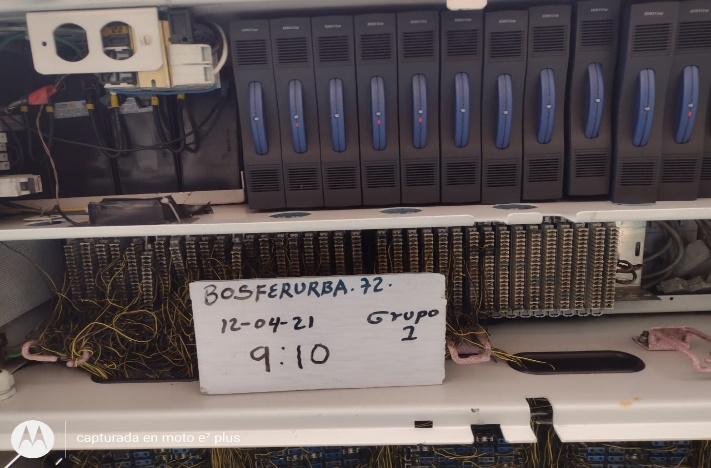 BOSFERURBA.72.
12-04-21
Grupo
1
9:10
capturada en moto e⁷ plus